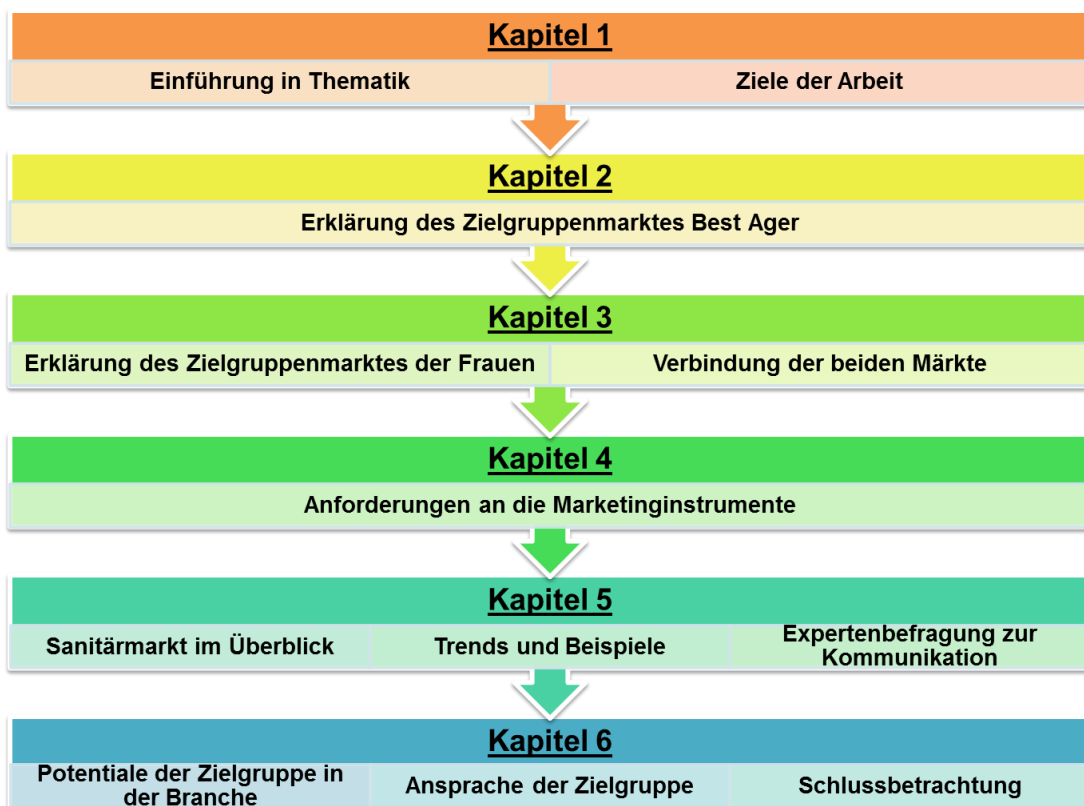 Kapitel 1
Einführung in Thematik
Ziele der Arbeit
Kapitel 2
Erklärung des Zielgruppenmarktes Best Ager
Kapitel 3
Erklärung des Zielgruppenmarktes der Frauen
Verbindung der beiden Märkte
Kapitel 4
Anforderungen an die Marketinginstrumente
Kapitel 5
Sanitärmarkt im Überblick
Trends und Beispiele
Expertenbefragung zur
Kommunikation
Kapitel 6
Potentiale der Zielgruppe in
der Branche
Ansprache der Zielgruppe
Schlussbetrachtung